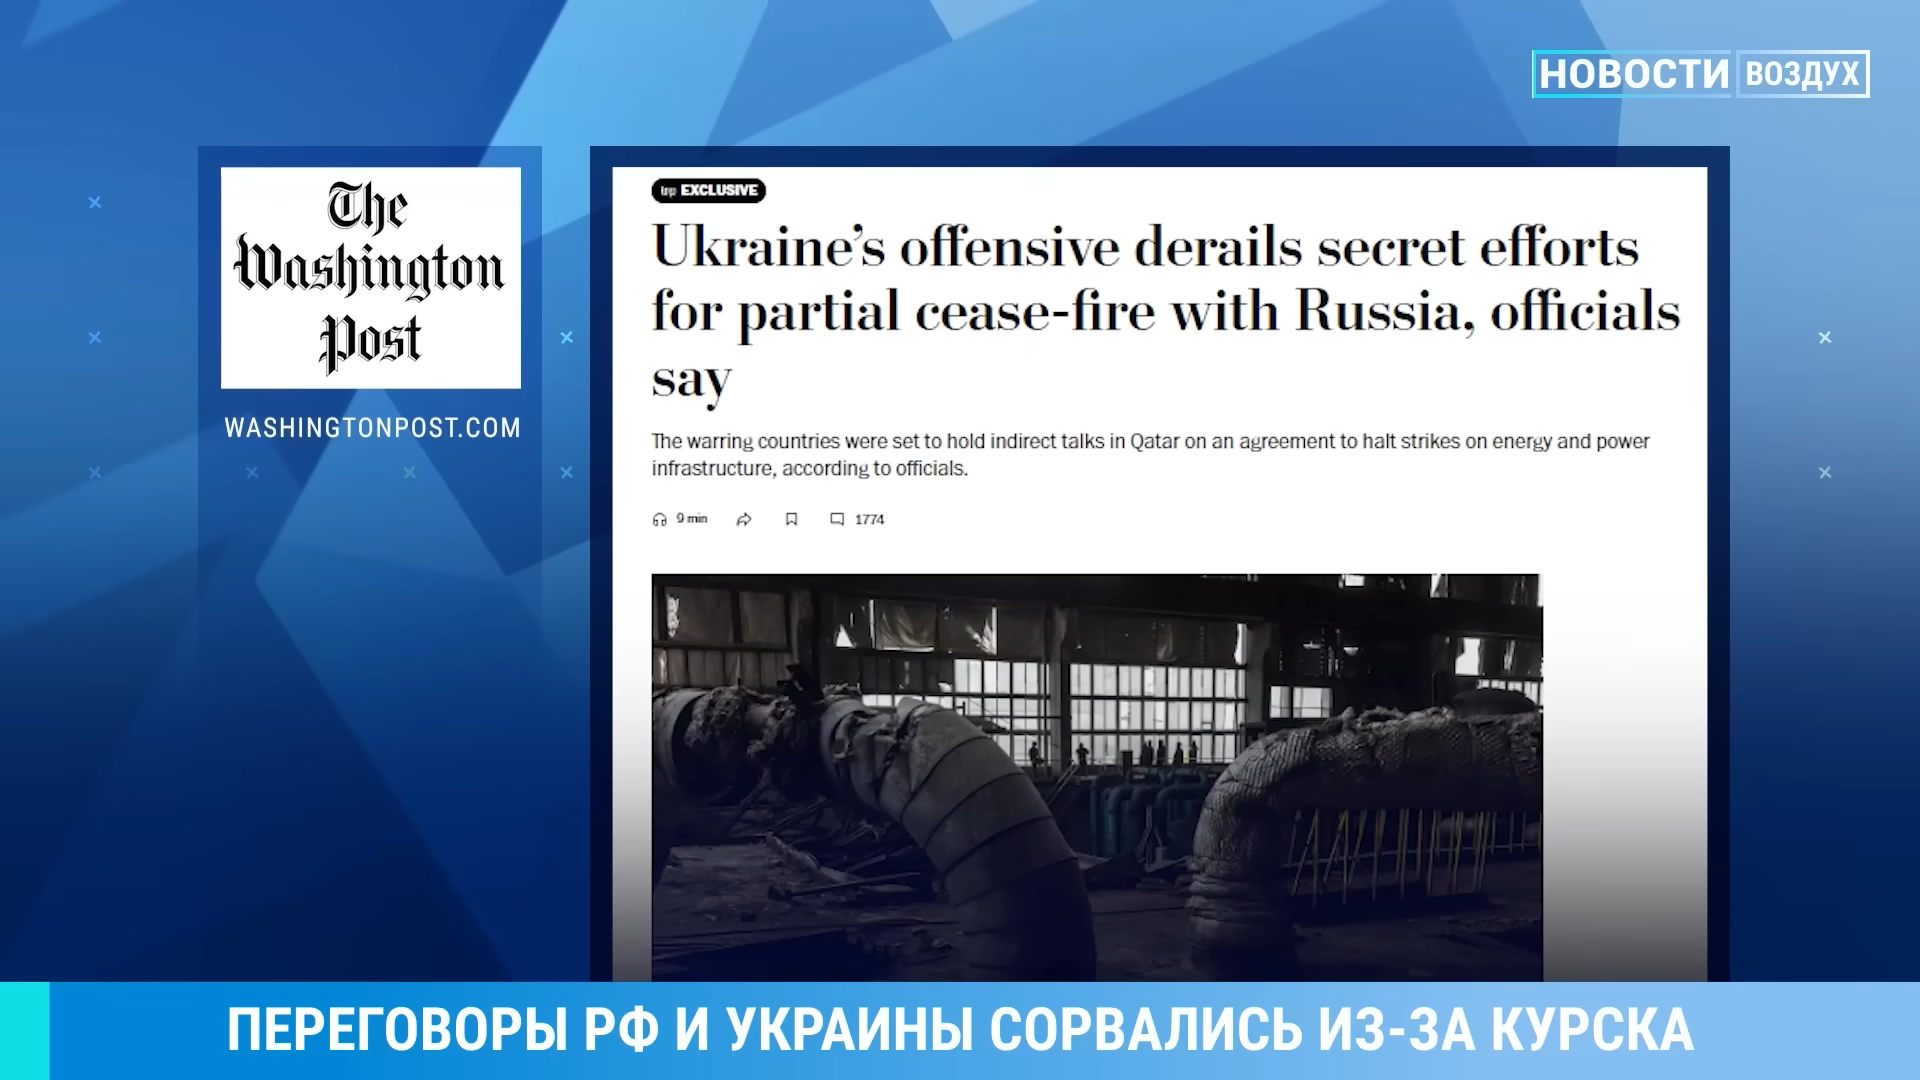 НОВОСТИ ВОЗДУХ
The
Washington
Post
WASHINGTONPOST.COM
wp EXCLUSIVE
Ukraine’s offensive derails secret efforts
for partial cease-fire with Russia, officials
say
The warring countries were set to hold indirect talks in Qatar on an agreement to halt strikes on energy and power
infrastructure, according to officials.
9 min 1774
ПЕРЕГОВОРЫ РФ И УКРАИНЫ СОРВАЛИСЬ ИЗ-ЗА КУРСКА